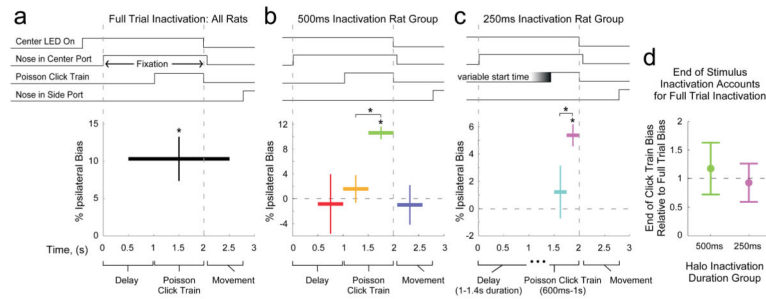 a
Full Trial Inactivation: All Rats
Center LED On
Nose in Center Port
Fixation
Poisson Click Train
Nose in Side Port
% Ipsilateral Bias
*
10
5
0
Time, (s)
0
0.5
1
1.5
2
2.5
3
Delay
Poisson
Click Train
Movement
b
500ms Inactivation Rat Group
% Ipsilateral Bias
*
*
12
8
4
0
-4
0
0.5
1
1.5
2
2.5
3
Delay
Poisson
Click Train
Movement
c
250ms Inactivation Rat Group
variable start time
% Ipsilateral Bias
*
*
6
4
2
0
0
0.5
1
1.5
2
2.5
3
Delay
(1-1.4s duration)
Poisson Click Train
(600ms-1s)
Movement
d
End of Stimulus
Inactivation Accounts
for Full Trial Inactivation
End of Click Train Bias
Relative to Full Trial Bias
2
1.5
1
0.5
0
500ms
250ms
Halo Inactivation
Duration Group